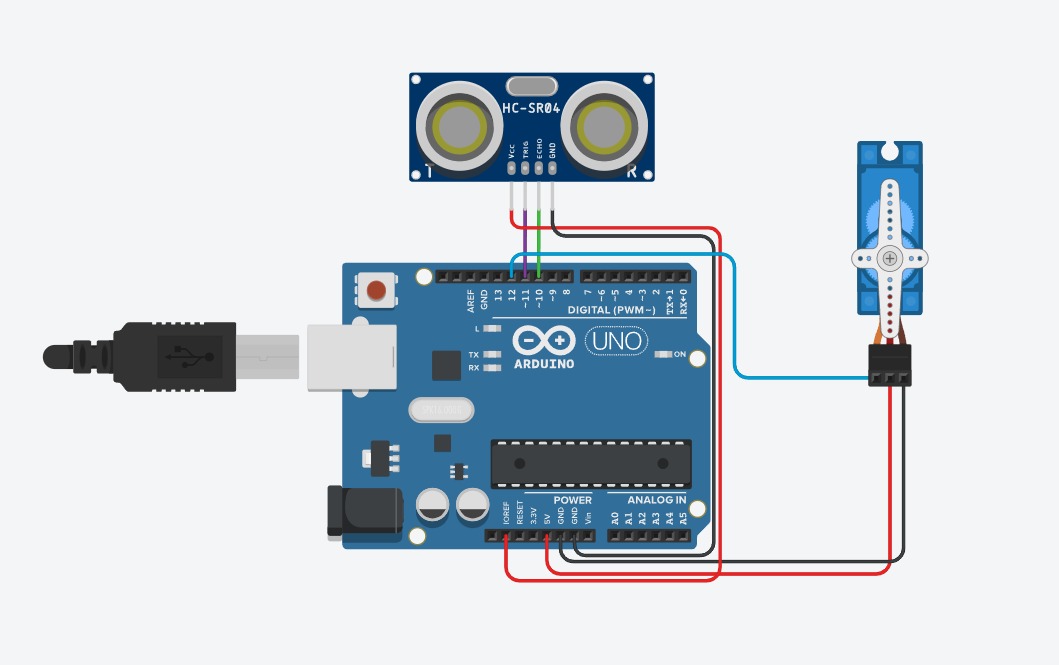 HC-SR04
VCC
TRIG
ECHO
GND
T
R
AREF
GND
13
12
~11
~10
~9
8
7
~6
~5
4
~3
2
TX→1
RX←0
DIGITAL (PWM~)
L
TX
RX
ARDUINO
UNO
ON
POWER
ANALOG IN
IOREF
RESET
3.3V
5V
GND
GND
Vin
A0
A1
A2
A3
A4
A5